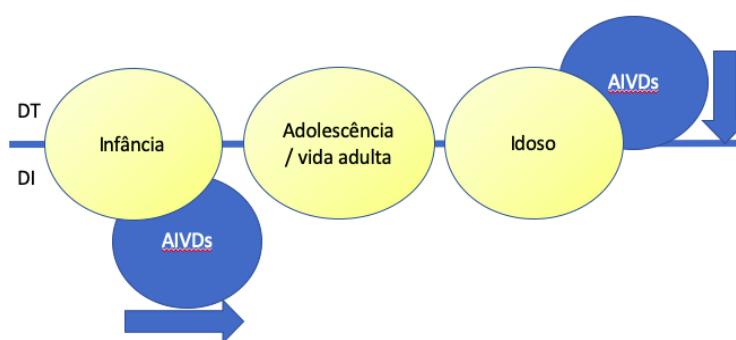 AIVDs
DT
Infância
Adolescência
/ vida adulta
Idoso
DI
AIVDs